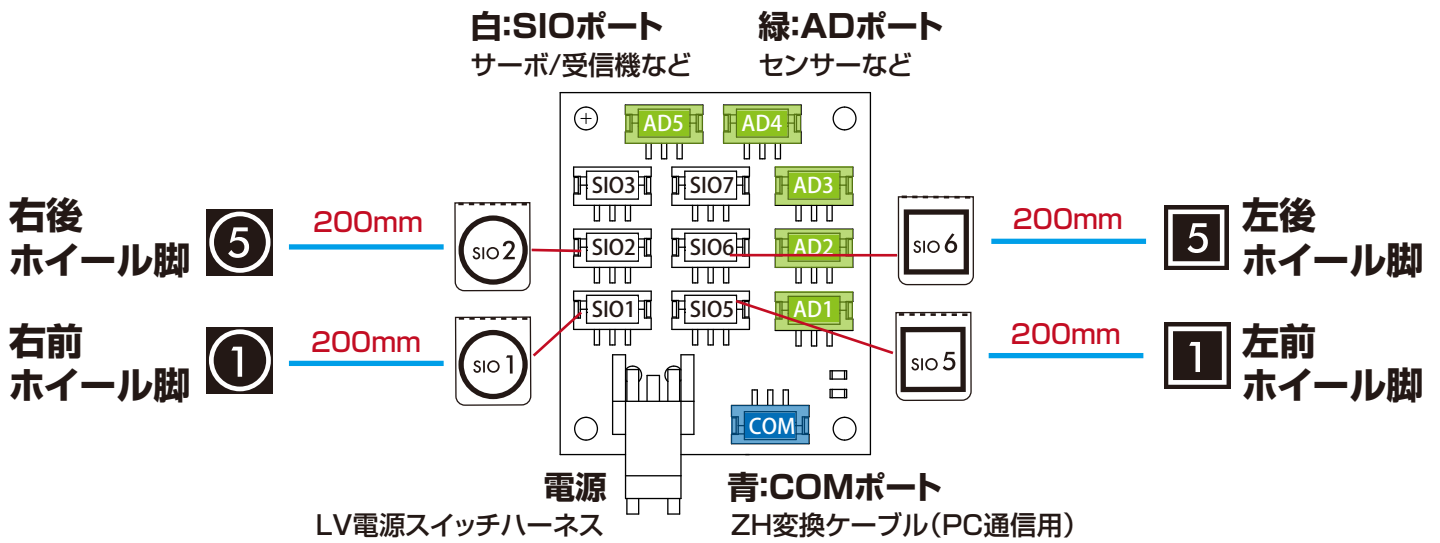 白:SIOポート
サーボ/受信機など
緑:ADポート
センサーなど
AD5
AD4
SIO3
SIO7
AD3
SIO2
SIO6
AD2
SIO1
SIO5
AD1
COM
右後
ホイール脚
⑤
200mm
SIO 2
右前
ホイール脚
①
200mm
SIO 1
SIO 6
200mm
5
左後
ホイール脚
SIO 5
200mm
1
左前
ホイール脚
電源
LV電源スイッチハーネス
青:COMポート
ZH変換ケーブル(PC通信用)